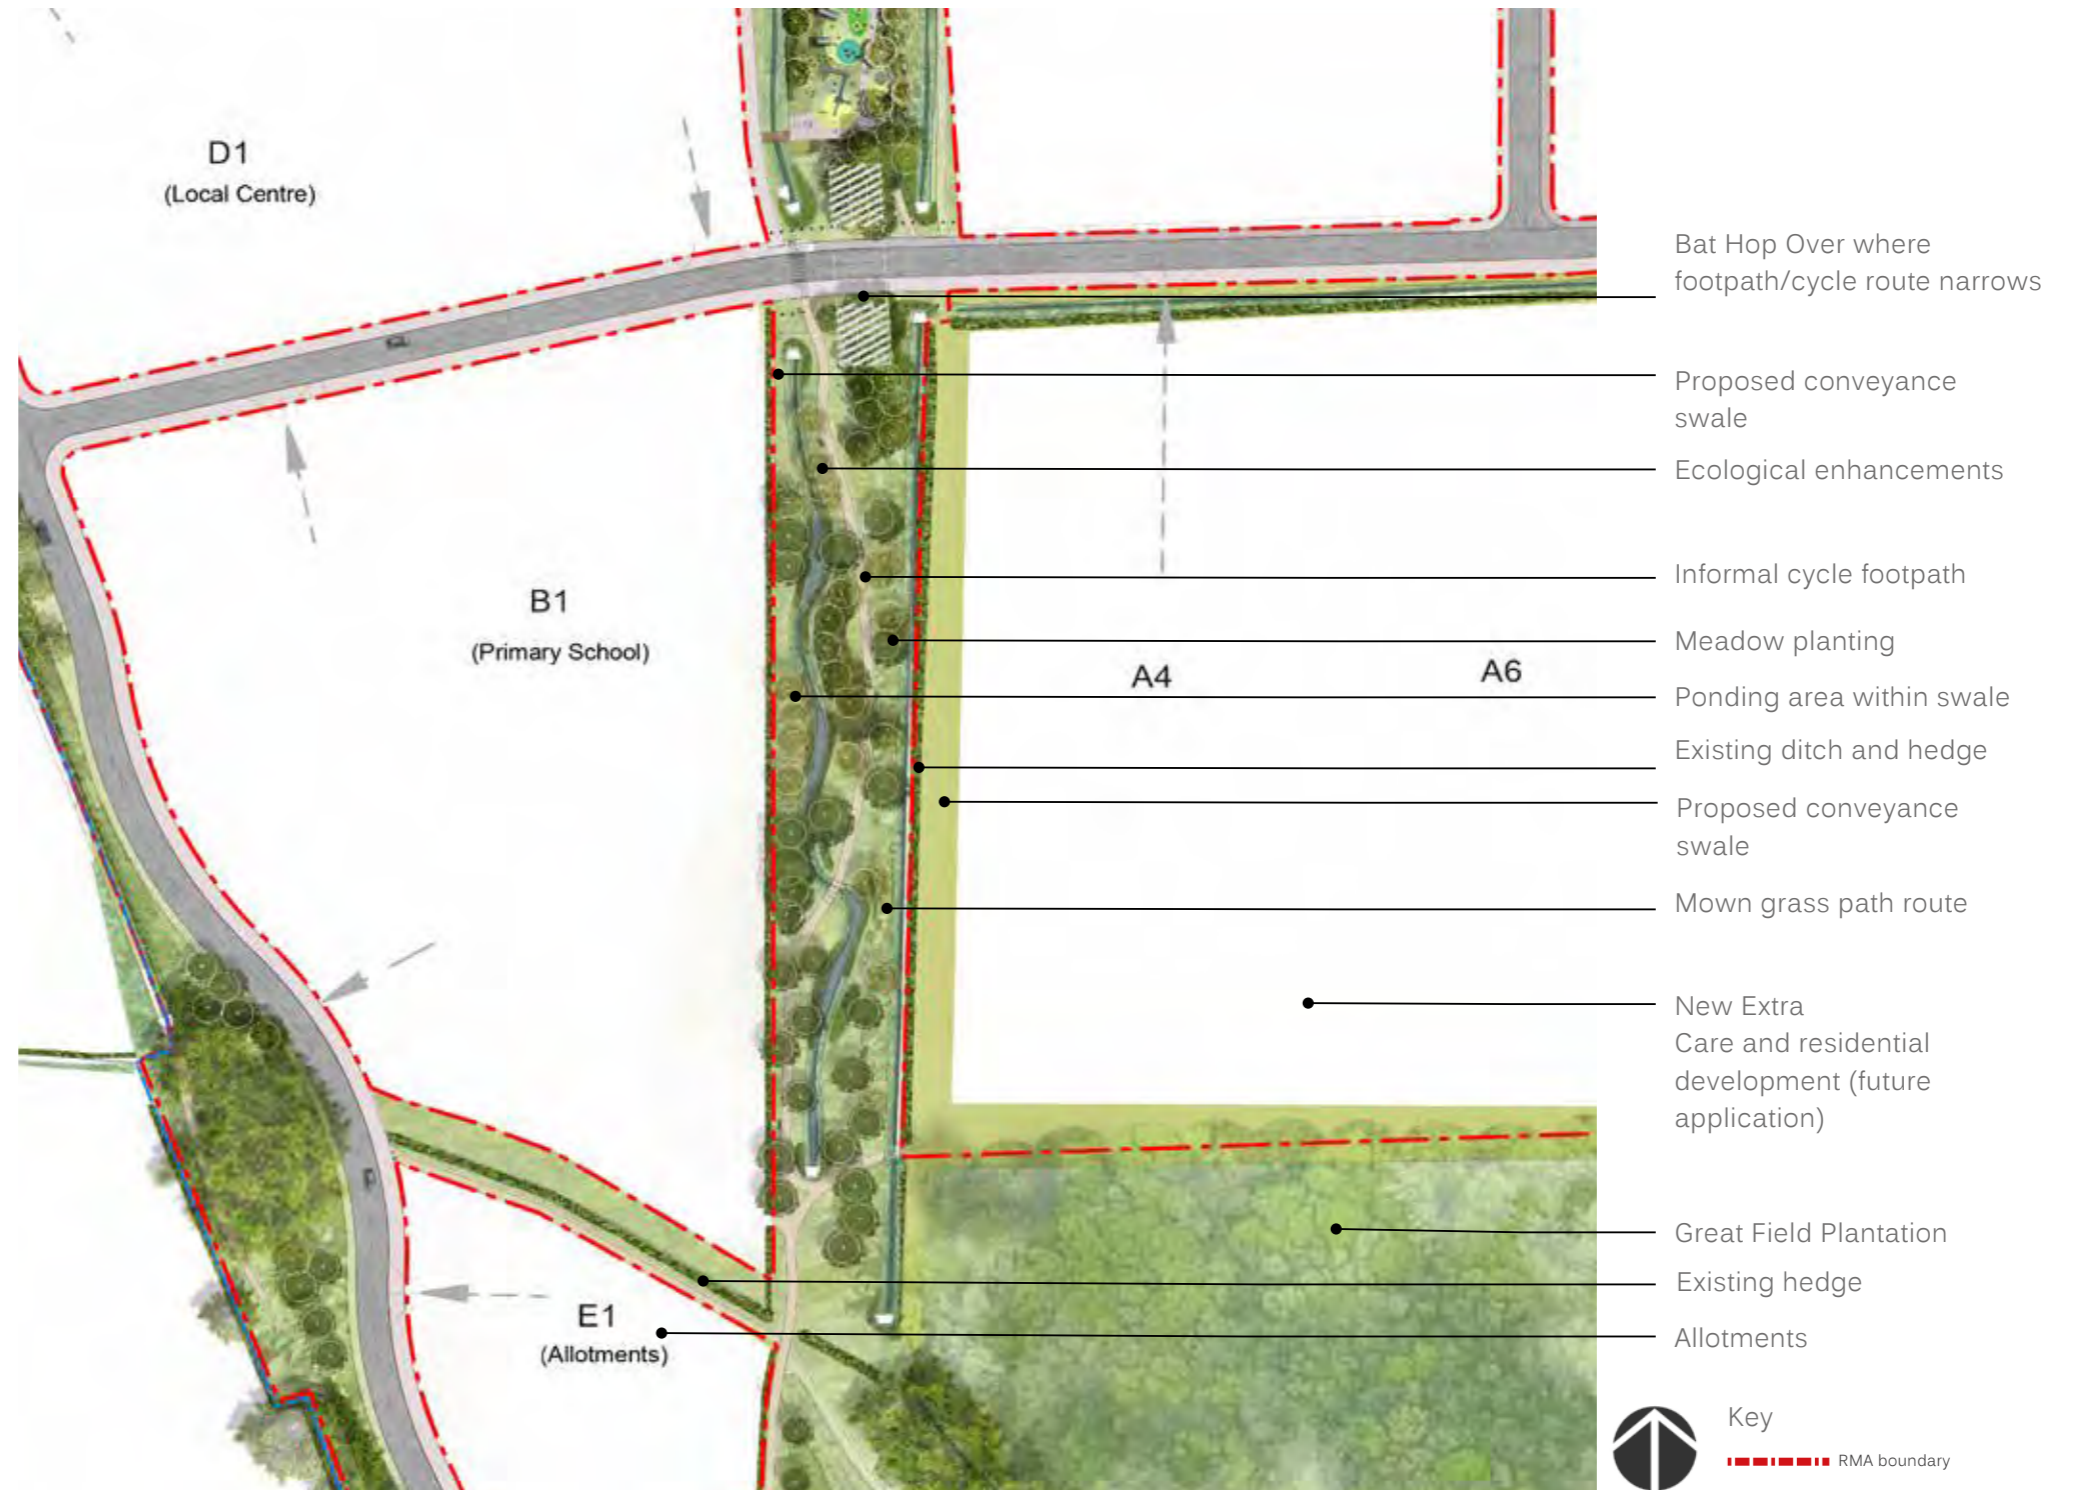 D1
(Local Centre)
B1
(Primary School)
A4
A6
E1
(Allotments)
Bat Hop Over where
footpath/cycle route narrows
Proposed conveyance
swale
Ecological enhancements
Informal cycle footpath
Meadow planting
Ponding area within swale
Existing ditch and hedge
Proposed conveyance
swale
Mown grass path route
New Extra
Care and residential
development (future
application)
Great Field Plantation
Existing hedge
Allotments
Key
RMA boundary